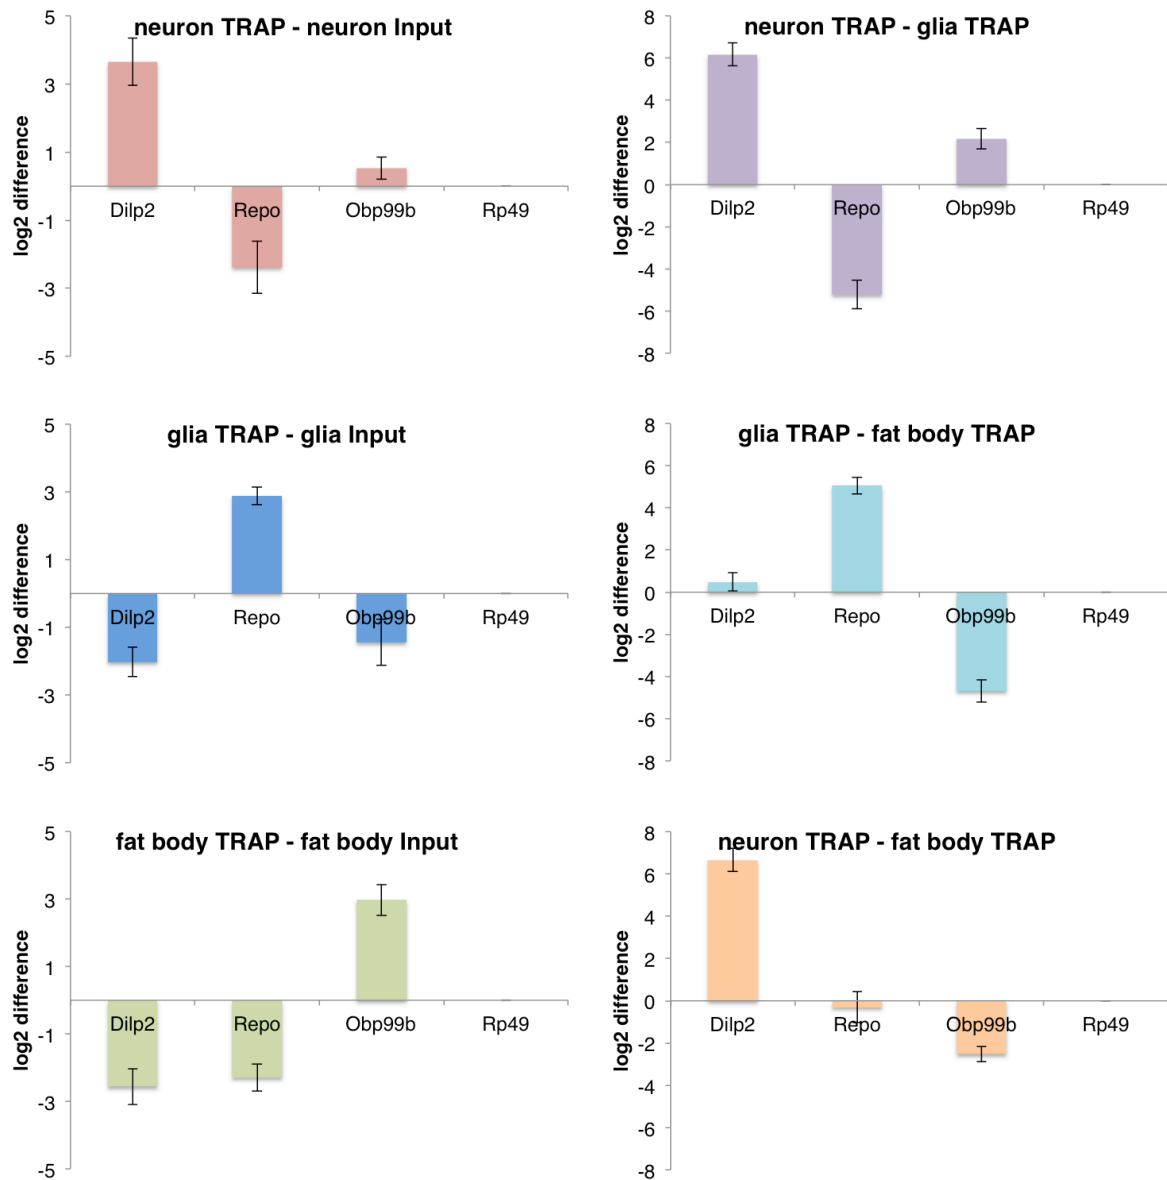 neuron TRAP - neuron Input
log2 difference
5
3
1
-1
-3
-5
Dilp2 Repo Obp99b Rp49
neuron TRAP - glia TRAP
log2 difference
8
6
4
2
0
-2
-4
-6
-8
Dilp2 Repo Obp99b Rp49
glia TRAP - glia Input
log2 difference
5
3
1
-1
-3
-5
Dilp2 Repo Obp99b Rp49
glia TRAP - fat body TRAP
log2 difference
8
6
4
2
0
-2
-4
-6
-8
Dilp2 Repo Obp99b Rp49
fat body TRAP - fat body Input
log2 difference
5
3
1
-1
-3
-5
Dilp2 Repo Obp99b Rp49
neuron TRAP - fat body TRAP
log2 difference
8
6
4
2
0
-2
-4
-6
-8
Dilp2 Repo Obp99b Rp49